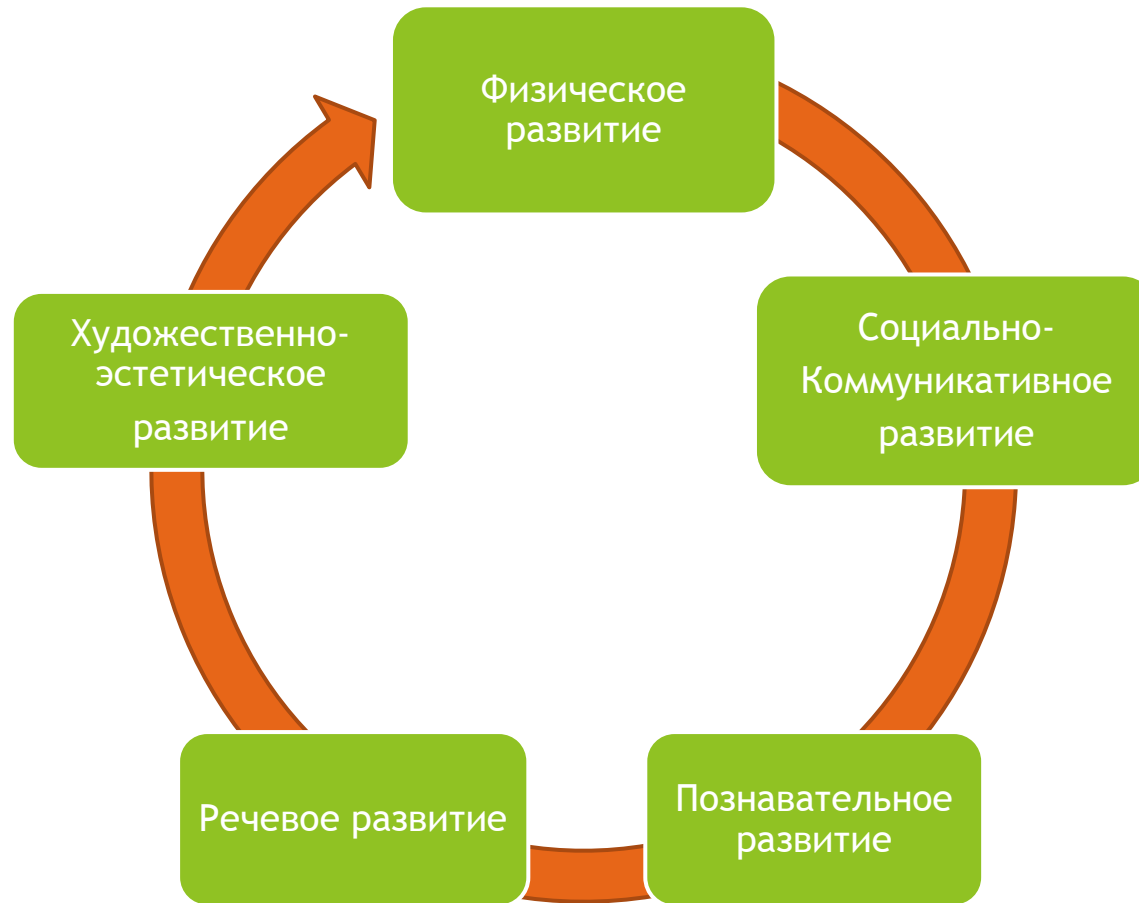 Физическое
развитие
Социально-
Коммуникативное
развитие
Познавательное
развитие
Речевое развитие
Художественно-
эстетическое
развитие